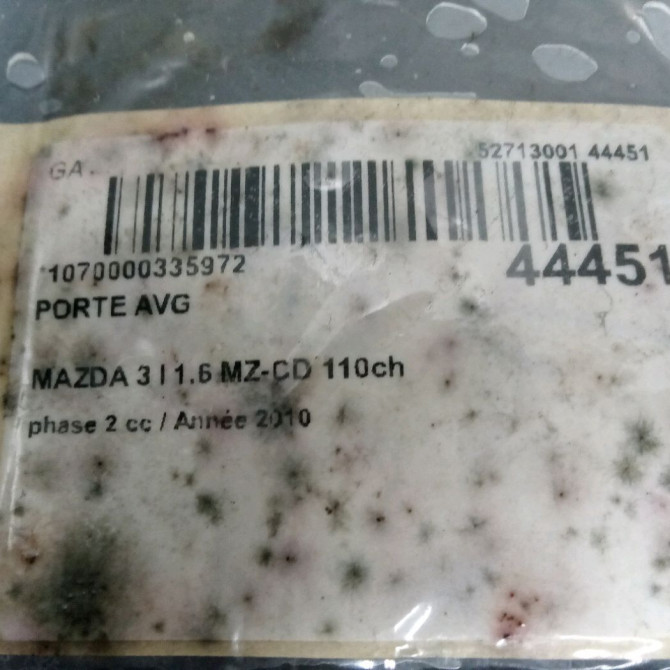 GA
52713001 44451
*1070000335972
44451
PORTE AVG
MAZDA 3 I 1.6 MZ-CD 110ch
phase 2 cc / Année 2010